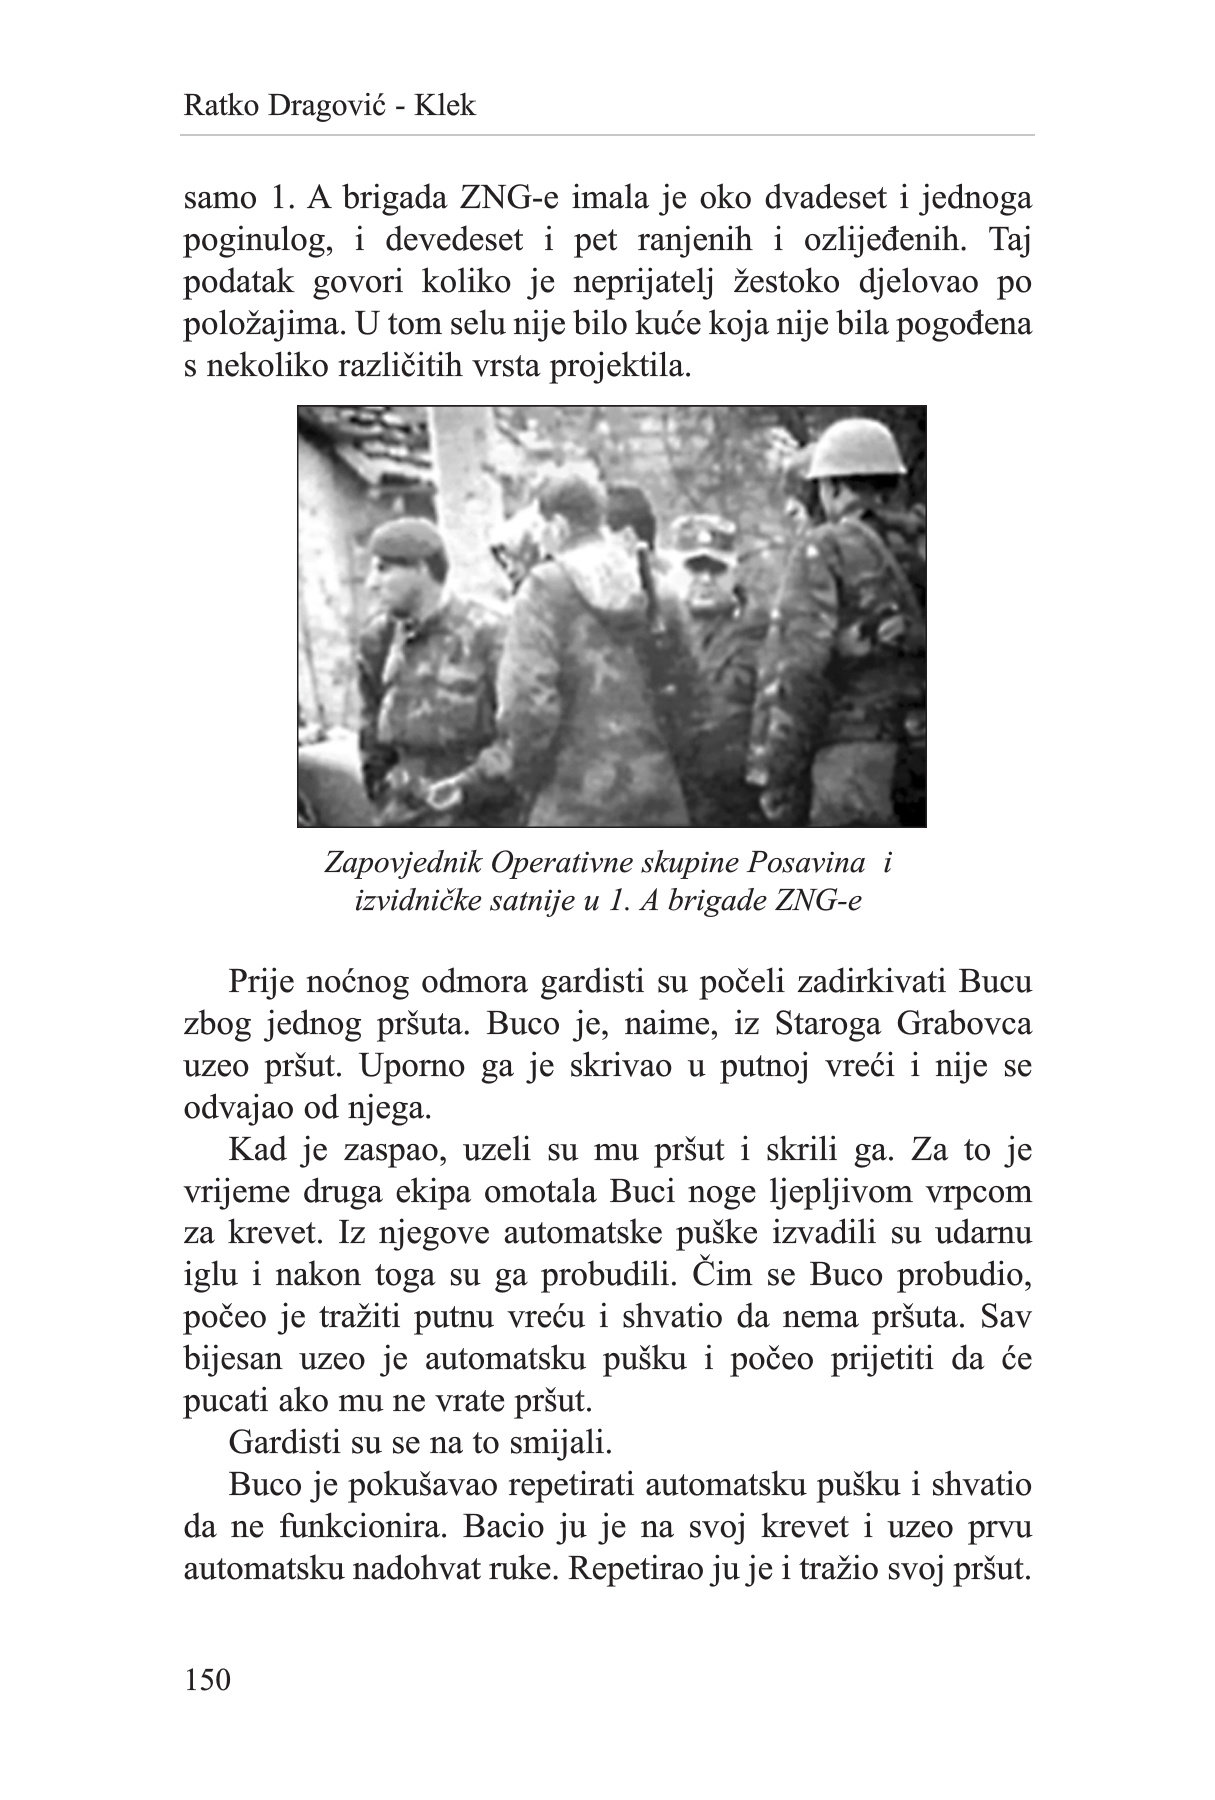 Ratko Dragović - Klek
samo 1. A brigada ZNG-e imala je oko dvadeset i jednoga
poginulog, i devedeset i pet ranjenih i ozlijeđenih. Taj
podatak govori koliko je neprijatelj žestoko djelovao po
položajima. U tom selu nije bilo kuće koja nije bila pogođena
s nekoliko različitih vrsta projektila.
Zapovjednik Operativne skupine Posavina i
izvidničke satnije u 1. A brigade ZNG-e
Prije noćnog odmora gardisti su počeli zadirkivati Bucu
zbog jednog pršuta. Buco je, naime, iz Staroga Grabovca
uzeo pršut. Uporno ga je skrivao u putnoj vreći i nije se
odvajao od njega.
Kad je zaspao, uzeli su mu pršut i skrili ga. Za to je
vrijeme druga ekipa omotala Buci noge ljepljivom vrpcom
za krevet. Iz njegove automatske puške izvadili su udarnu
iglu i nakon toga su ga probudili. Čim se Buco probudio,
počeo je tražiti putnu vreću i shvatio da nema pršuta. Sav
bijesan uzeo je automatsku pušku i počeo prijetiti da će
pucati ako mu ne vrate pršut.
Gardisti su se na to smijali.
Buco je pokušavao repetirati automatsku pušku i shvatio
da ne funkcionira. Bacio ju je na svoj krevet i uzeo prvu
automatsku nadohvat ruke. Repetirao ju je i tražio svoj pršut.
150